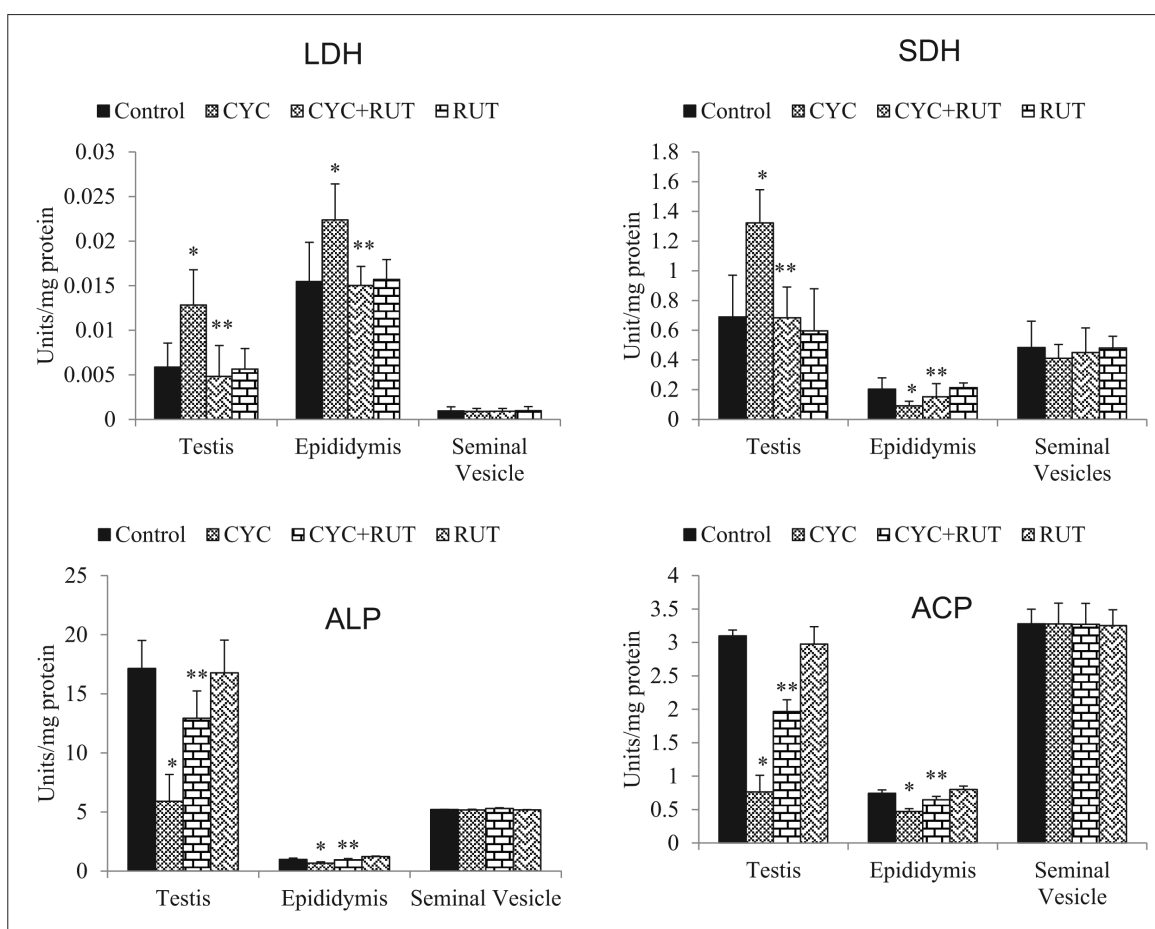 LDH
Control CYC CYC+RUT RUT
Units/mg protein
0.03
0.025
0.02
0.015
0.01
0.005
0
*
**
*
**
Testis Epididymis Seminal
Vesicle
SDH
Control CYC CYC+RUT RUT
Unit/mg protein
1.8
1.6
1.4
1.2
1
0.8
0.6
0.4
0.2
0
*
**
*
**
Testis Epididymis Seminal
Vesicles
Control CYC CYC+RUT RUT
ALP
Units/mg protein
25
20
15
10
5
0
*
**
*
**
Testis Epididymis Seminal Vesicle
Control CYC CYC+RUT RUT
ACP
Units/mg protein
4
3.5
3
2.5
2
1.5
1
0.5
0
*
**
*
**
Testis Epididymis Seminal
Vesicle